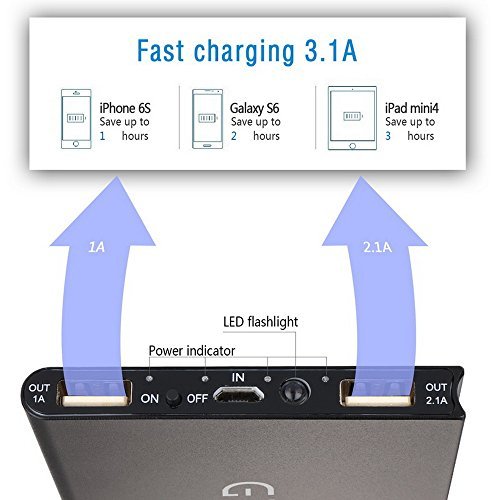 Fast charging 3.1A
iPhone 6S
Save up to
1 hours
Galaxy S6
Save up to
2 hours
iPad mini4
Save up to
3 hours
1A
2.1A
LED flashlight
Power indicator
OUT
1A
ON
OFF
IN
OUT
2.1A